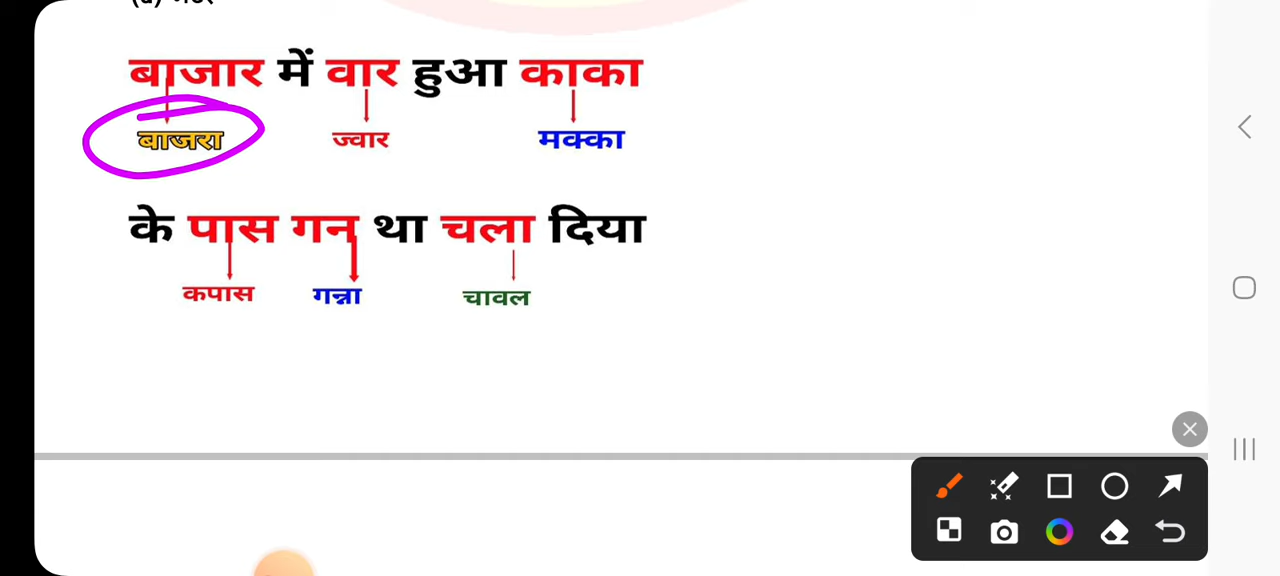 बाजार में वार हुआ काका
बाजरा ज्वार मक्का
के पास गन था चला दिया
कपास गन्ना चावल